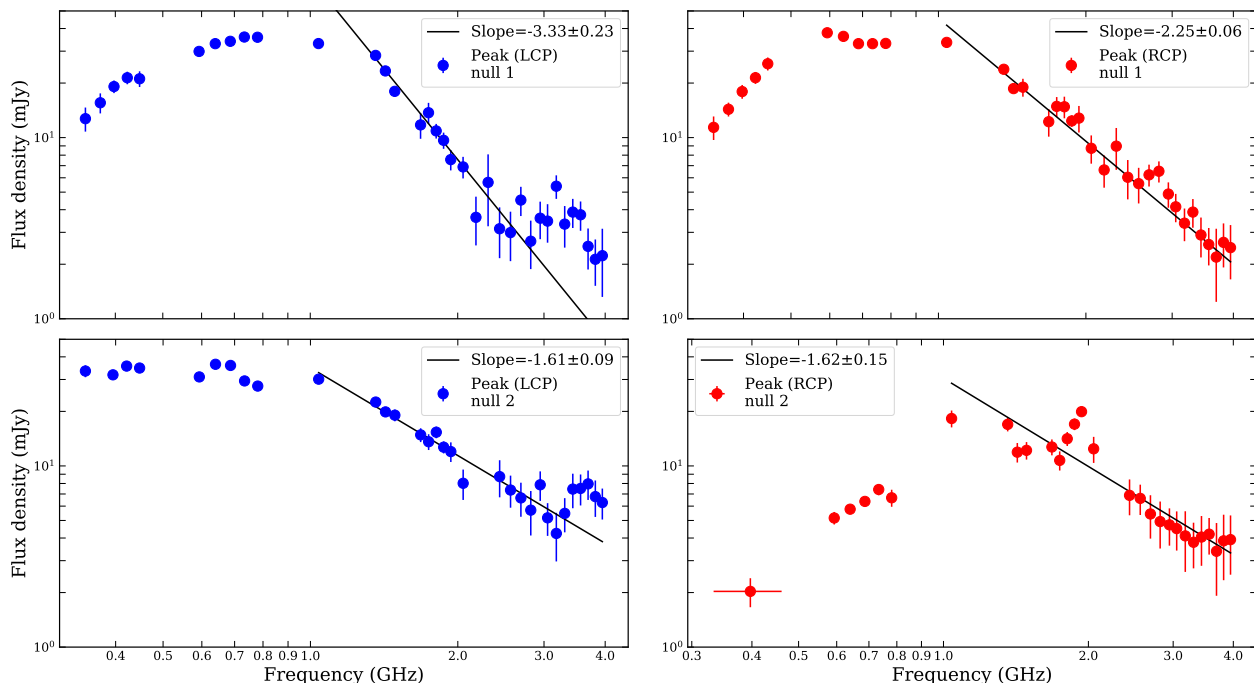 Slope=-3.33±0.23
Peak (LCP)
null 1
Flux density (mJy)
10¹
10⁰
Slope=-2.25±0.06
Peak (RCP)
null 1
10¹
10⁰
Slope=-1.61±0.09
Peak (LCP)
null 2
Flux density (mJy)
10¹
10⁰
0.4 0.5 0.6 0.7 0.8 0.9 1.0 2.0 3.0 4.0
Frequency (GHz)
Slope=-1.62±0.15
Peak (RCP)
null 2
10¹
10⁰
0.3 0.4 0.5 0.6 0.7 0.8 0.9 1.0 2.0 3.0 4.0
Frequency (GHz)